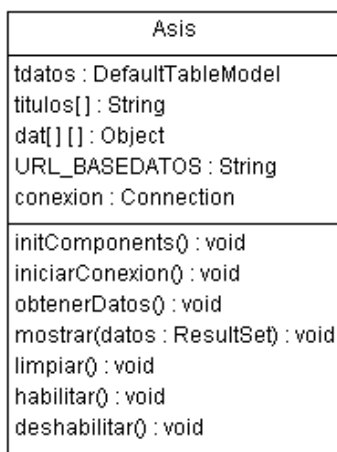 Asis
tdatos : DefaultTableModel
titulos[ ] : String
dat[ ] [ ] : Object
URL_BASEDATOS : String
conexion : Connection
initComponents() : void
iniciarConexion() : void
obtenerDatos() : void
mostrar(datos : ResultSet) : void
limpiar() : void
habilitar() : void
deshabilitar() : void